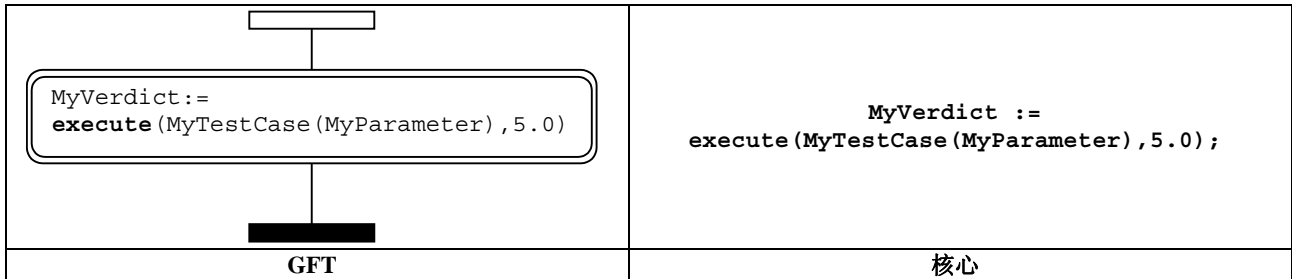 MyVerdict:=
execute(MyTestCase(MyParameter),5.0)
MyVerdict :=
execute(MyTestCase(MyParameter),5.0);
GFT
核心